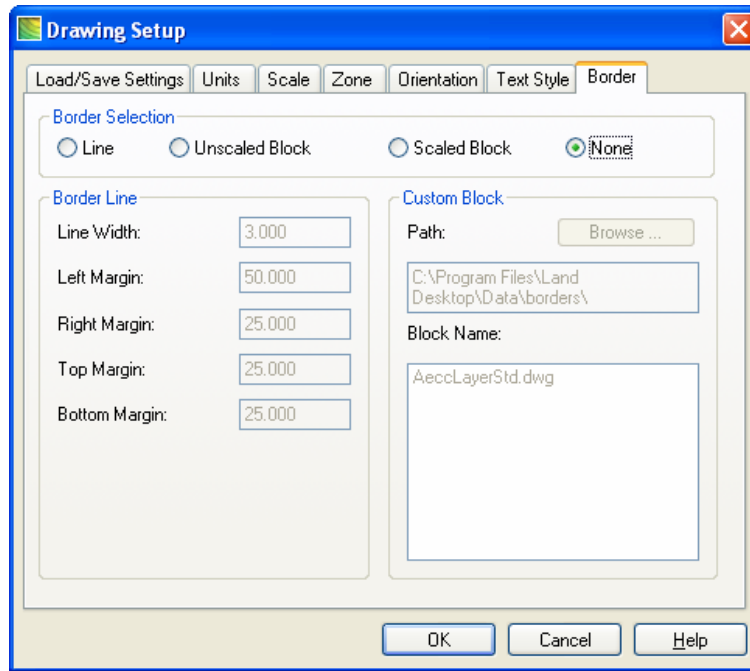 Drawing Setup
Load/Save Settings Units Scale Zone Orientation Text Style Border
Border Selection
Line Unscaled Block Scaled Block None
Border Line
Line Width: 3.000
Left Margin: 50.000
Right Margin: 25.000
Top Margin: 25.000
Bottom Margin: 25.000
Custom Block
Path: Browse ...
C:\Program Files\Land
Desktop\Data\borders\
Block Name:
AeccLayerStd.dwg
OK Cancel Help